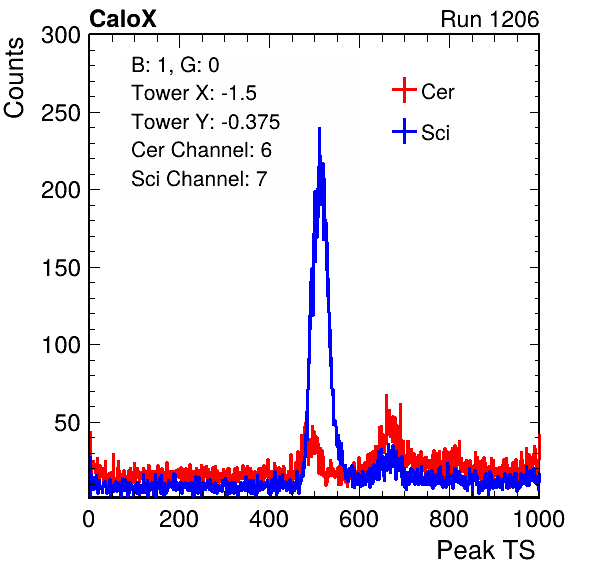 CaloX Run 1206
Counts
B: 1, G: 0
Tower X: -1.5
Tower Y: -0.375
Cer Channel: 6
Sci Channel: 7
Cer
Sci
300
250
200
150
100
50
0 200 400 600 800 1000
Peak TS